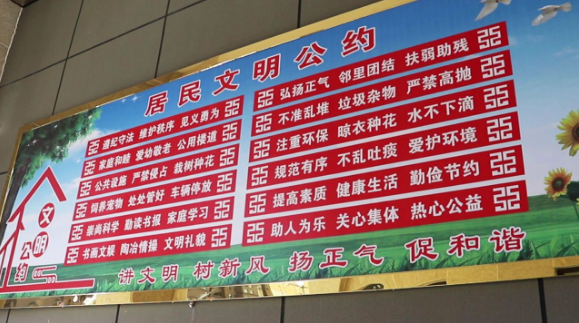 居民文明公约
遵纪守法 维护秩序 见义勇为
家庭和睦 爱幼敬老 公用楼道
公共设施 严禁侵占 栽树种花
饲养宠物 处处管好 车辆停放
崇尚科学 勤读书报 家庭学习
书画文娱 陶冶情操 文明礼貌
弘扬正气 邻里团结 扶弱助残
不准乱堆 垃圾杂物 严禁高抛
注重环保 晾衣种花 水不下滴
规范有序 不乱吐痰 爱护环境
提高素质 健康生活 勤俭节约
助人为乐 关心集体 热心公益
文明公约
讲文明 树新风 扬正气 促和谐